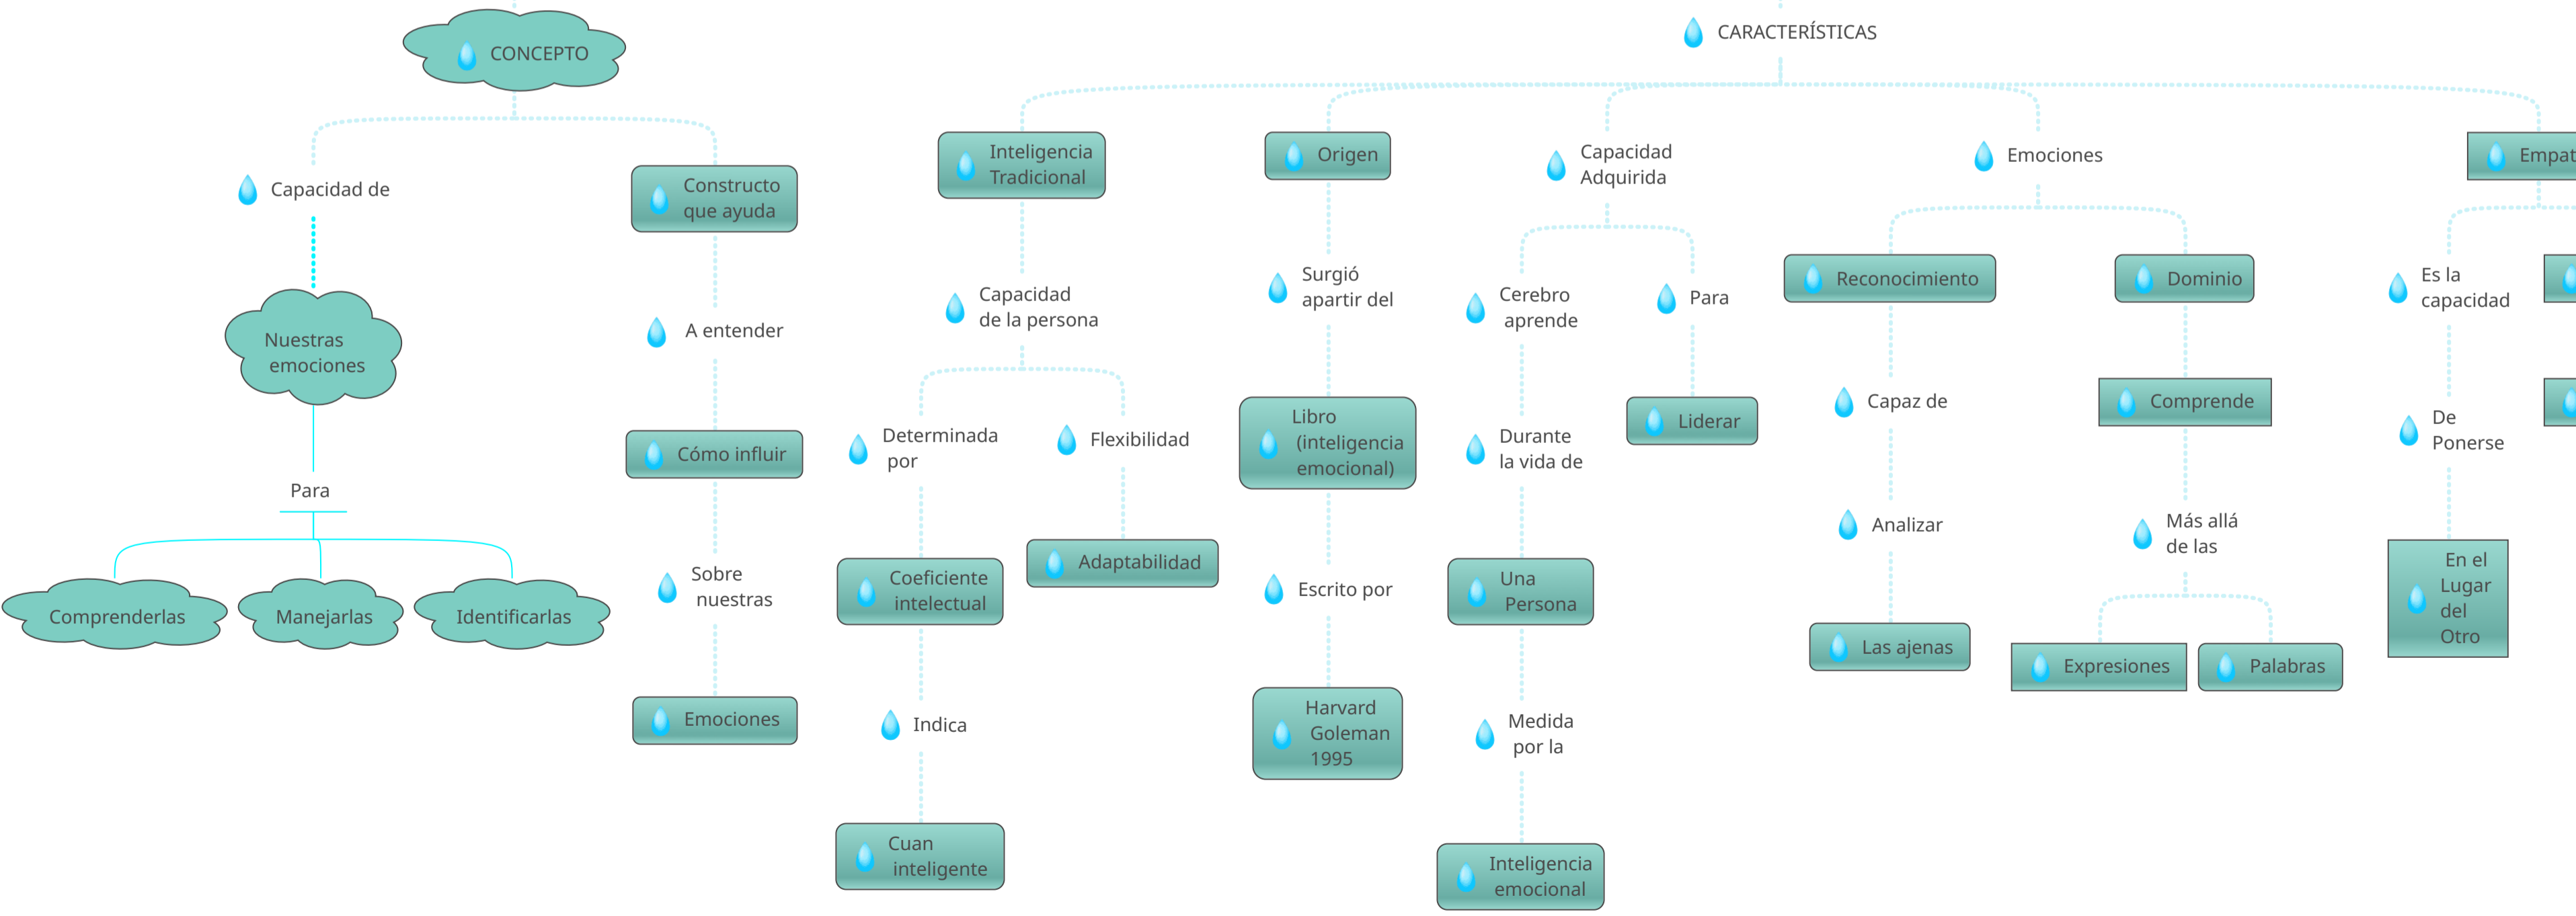 CONCEPTO
Capacidad de
Nuestras
emociones
Para
Comprenderlas
Manejarlas
Identificarlas
Constructo
que ayuda
A entender
Cómo influir
Sobre
nuestras
Emociones
CARACTERÍSTICAS
Inteligencia
Tradicional
Capacidad
de la persona
Determinada
por
Coeficiente
intelectual
Indica
Cuan
inteligente
Flexibilidad
Adaptabilidad
Origen
Surgió
apartir del
Libro
(inteligencia
emocional)
Escrito por
Harvard
Goleman
1995
Capacidad
Adquirida
Cerebro
aprende
Durante
la vida de
Una
Persona
Medida
por la
Inteligencia
emocional
Para
Liderar
Emociones
Reconocimiento
Capaz de
Analizar
Las ajenas
Dominio
Comprende
Más allá
de las
Expresiones
Palabras
Empat
Es la
capacidad
De
Ponerse
En el
Lugar
del
Otro